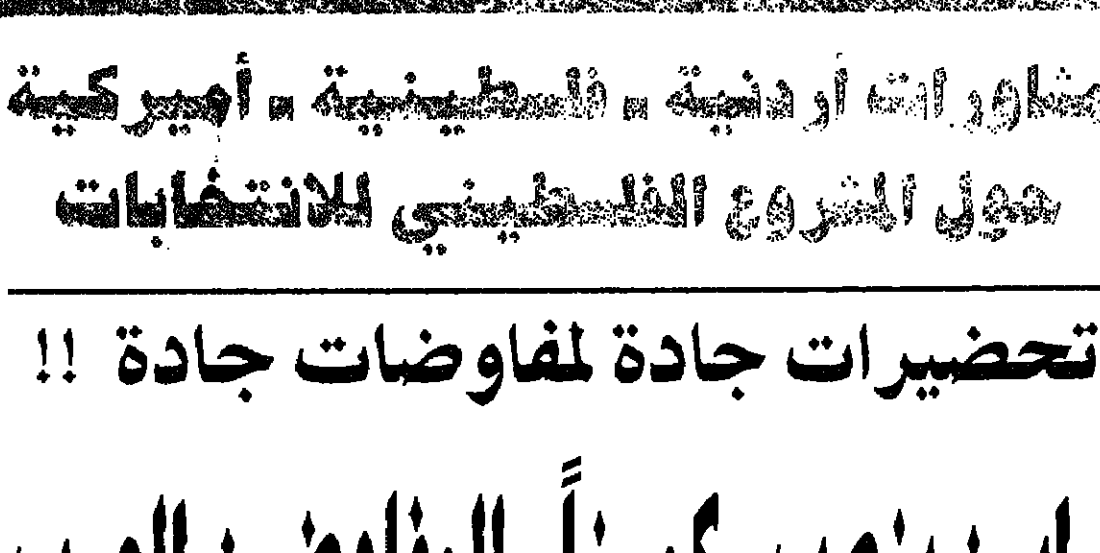 مشاورات أردنية - فلسطينية - أميركية
حول المشروع الفلسطيني للانتخابات
تحضيرات جادة لمفاوضات جادة !!